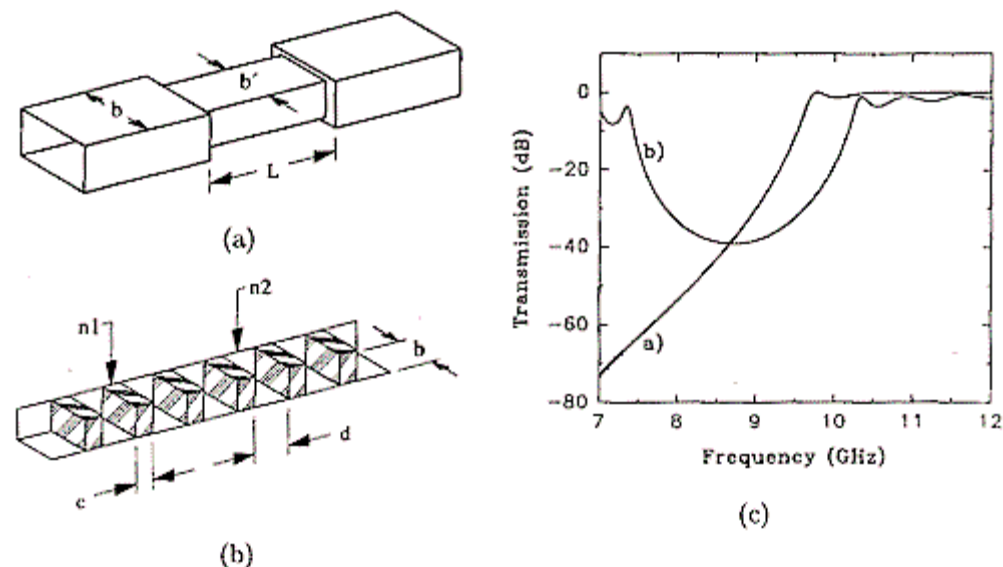 b
b′
L
(a)
n1
n2
b
c
d
(b)
Transmission (dB)
0
−20
−40
−60
−80
b)
a)
7
8
9
10
11
12
Frequency (GHz)
(c)